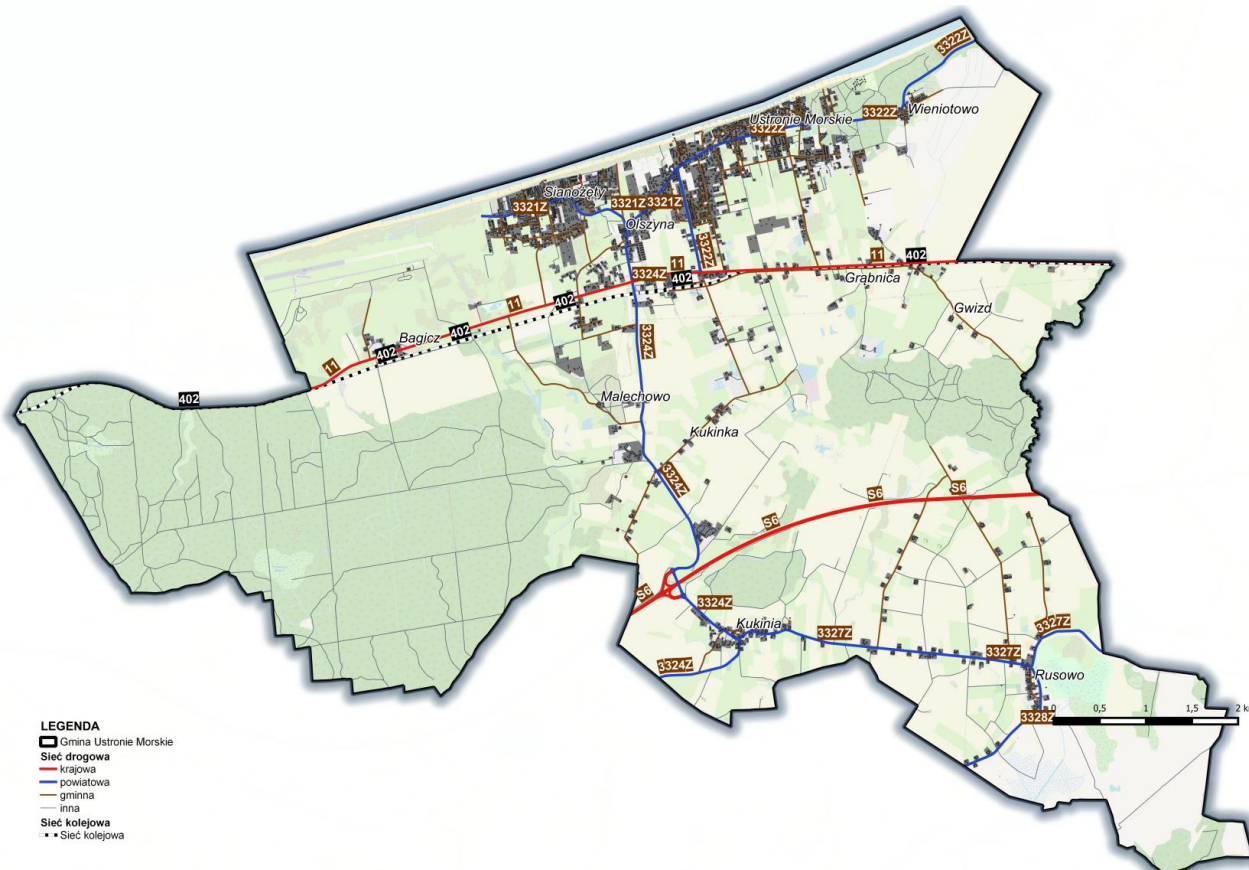 3322Z
3322Z
Wieniotowo
Ustronie Morskie
3322Z
Sianożęty
3321Z
3321Z
3321Z
Olszyna
3322Z
11
402
11
3324Z
402
Grąbnica
402
11
Gwizd
3324Z
402
Bagicz
402
11
402
Malechowo
Kukinka
3324Z
S6
S6
S6
S6
3324Z
Kukinia
3327Z
3327Z
3327Z
3324Z
Rusowo
3328Z
0 0,5 1 1,5 2 k
LEGENDA
Gmina Ustronie Morskie
Sieć drogowa
krajowa
powiatowa
gminna
inna
Sieć kolejowa
Sieć kolejowa